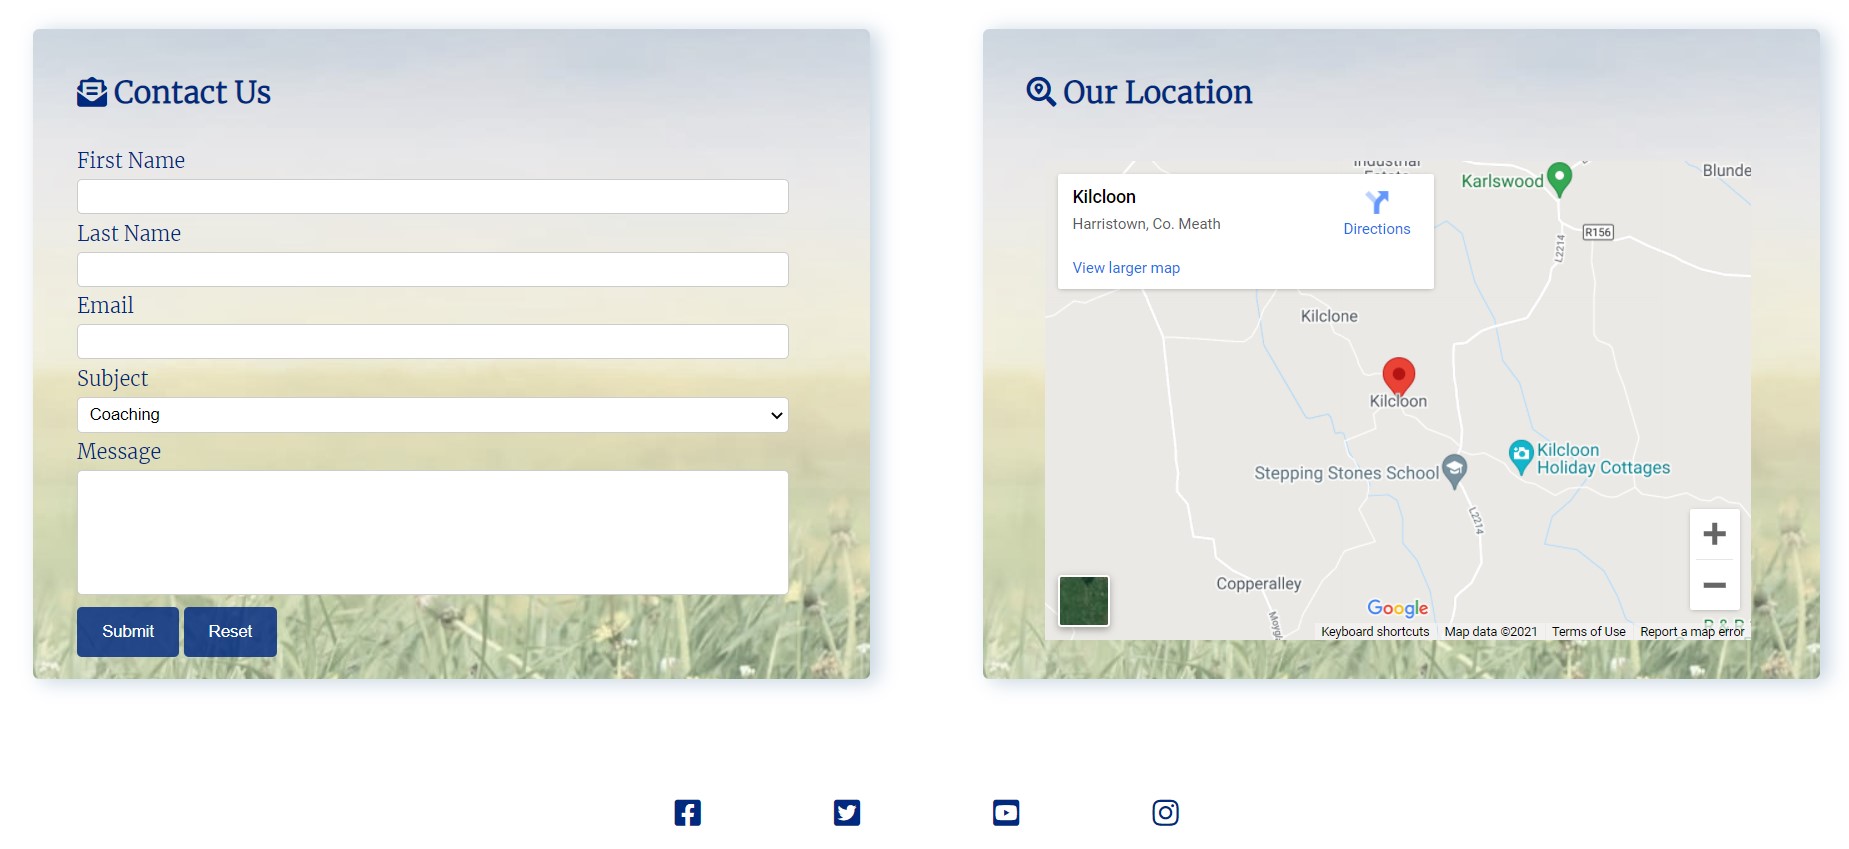 Contact Us
First Name
Last Name
Email
Subject
Coaching
Message
Submit
Reset
Our Location
Industrial
Estate
Karlswood
Blunde
Kilcloon
Harristown, Co. Meath
Directions
View larger map
R156
L2214
Kilclone
Kilcloon
Kilcloon
Holiday Cottages
Stepping Stones School
L2214
Copperalley
Google
Keyboard shortcuts
Map data ©2021
Terms of Use
Report a map error